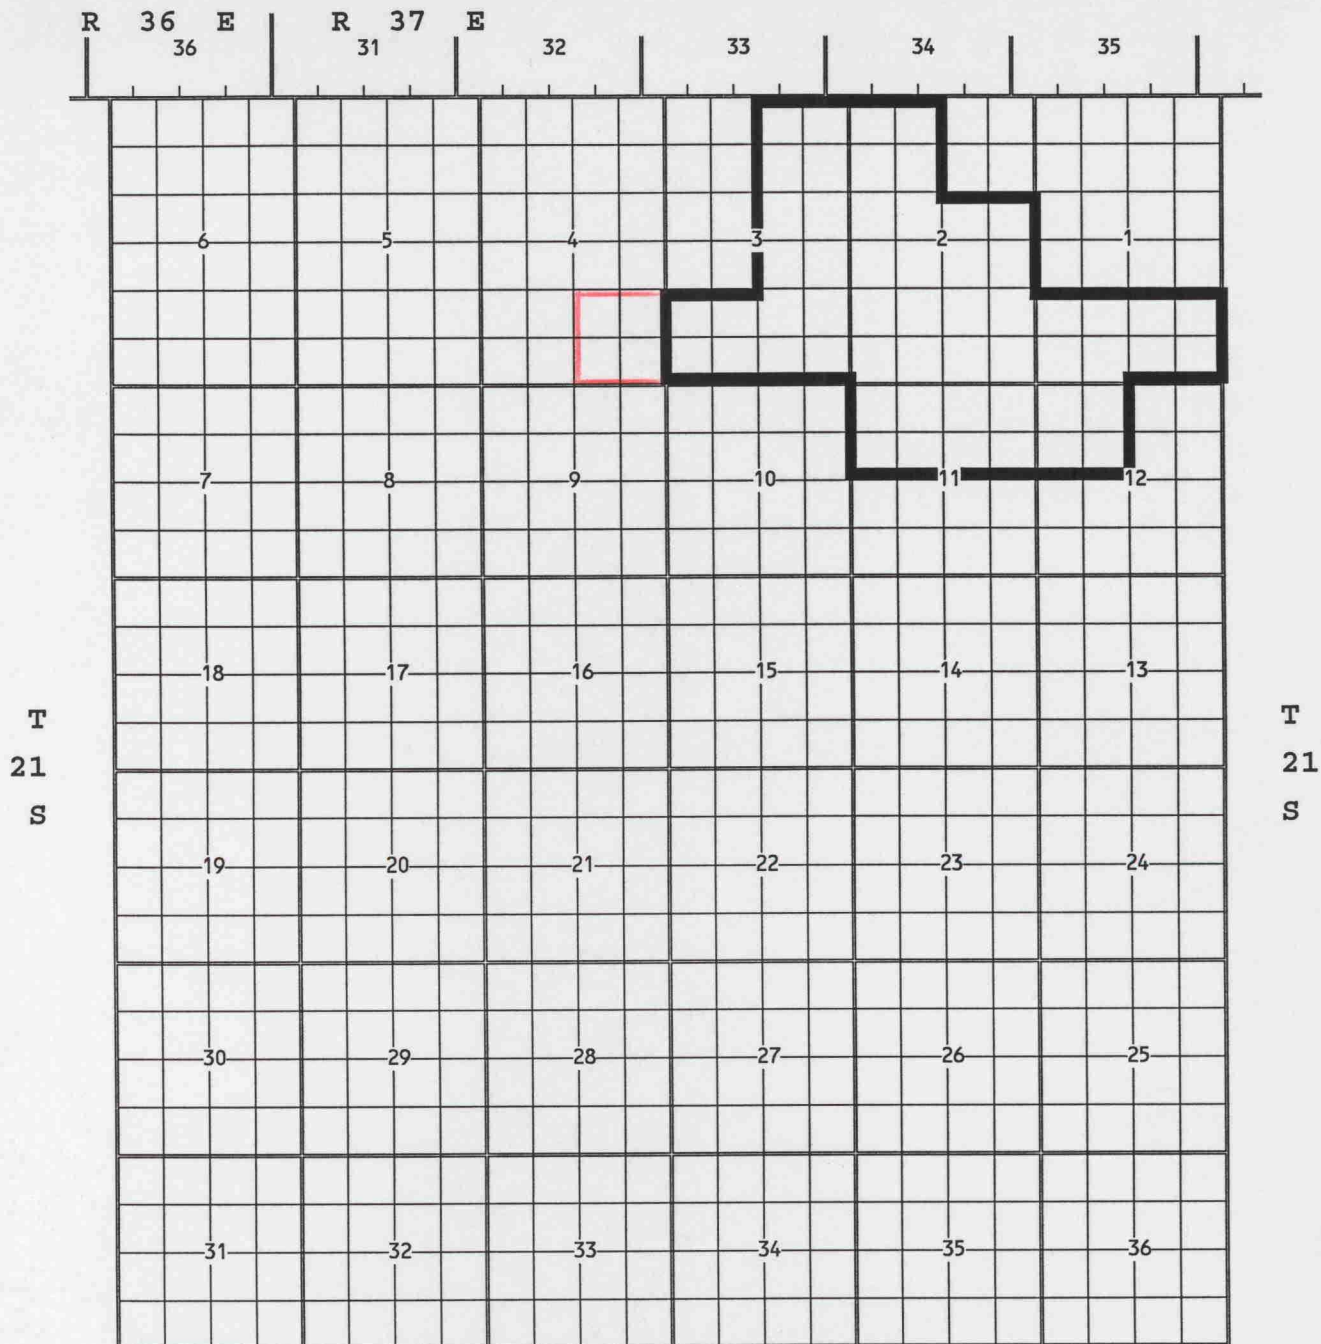 R 36 E R 37 E
36 31 32 33 34 35
6 5 4 3 2 1
7 8 9 10 11 12
18 17 16 15 14 13
T T
21 21
S S
19 20 21 22 23 24
30 29 28 27 26 25
31 32 33 34 35 36